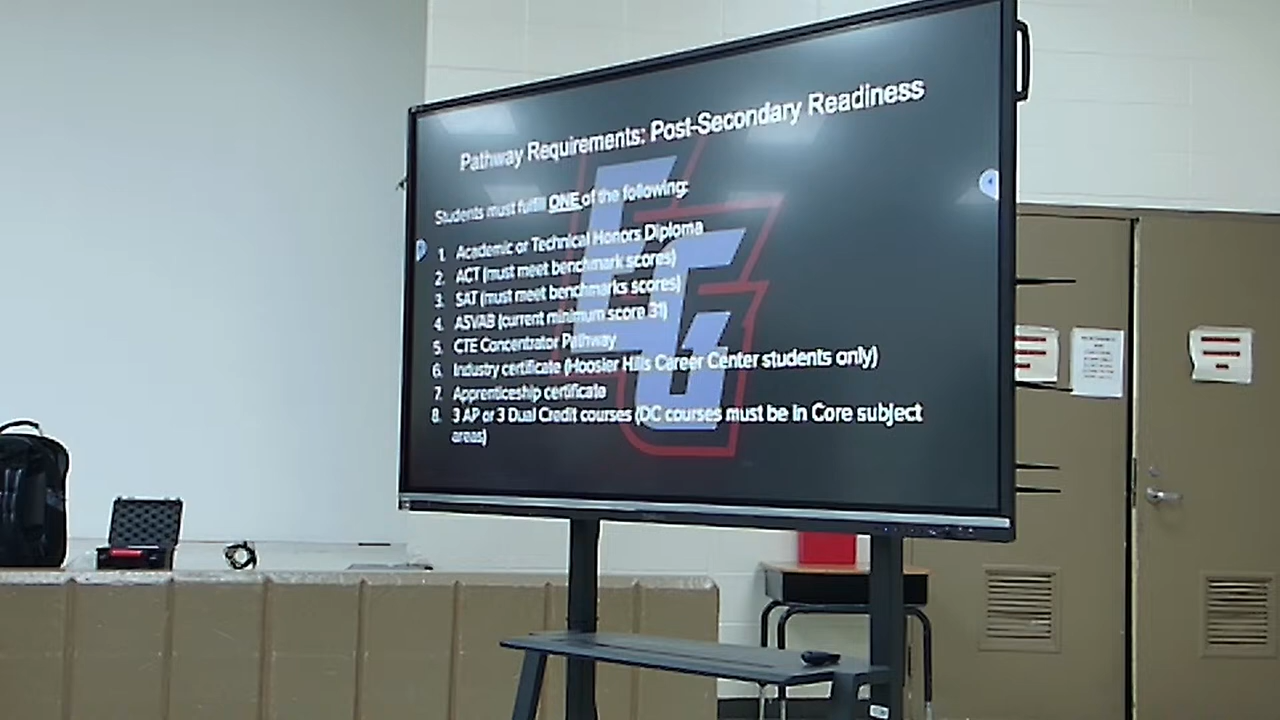 Pathway Requirements: Post-Secondary Readiness
Students must fulfill ONE of the following:
1. Academic or Technical Honors Diploma
2. ACT (must meet benchmark scores)
3. SAT (must meet benchmarks scores)
4. ASVAB (current minimum score 31)
5. CTE Concentrator Pathway
6. Industry certificate (Hoosier Hills Career Center students only)
7. Apprenticeship certificate
8. 3 AP or 3 Dual Credit courses (DC courses must be in Core subject
areas)